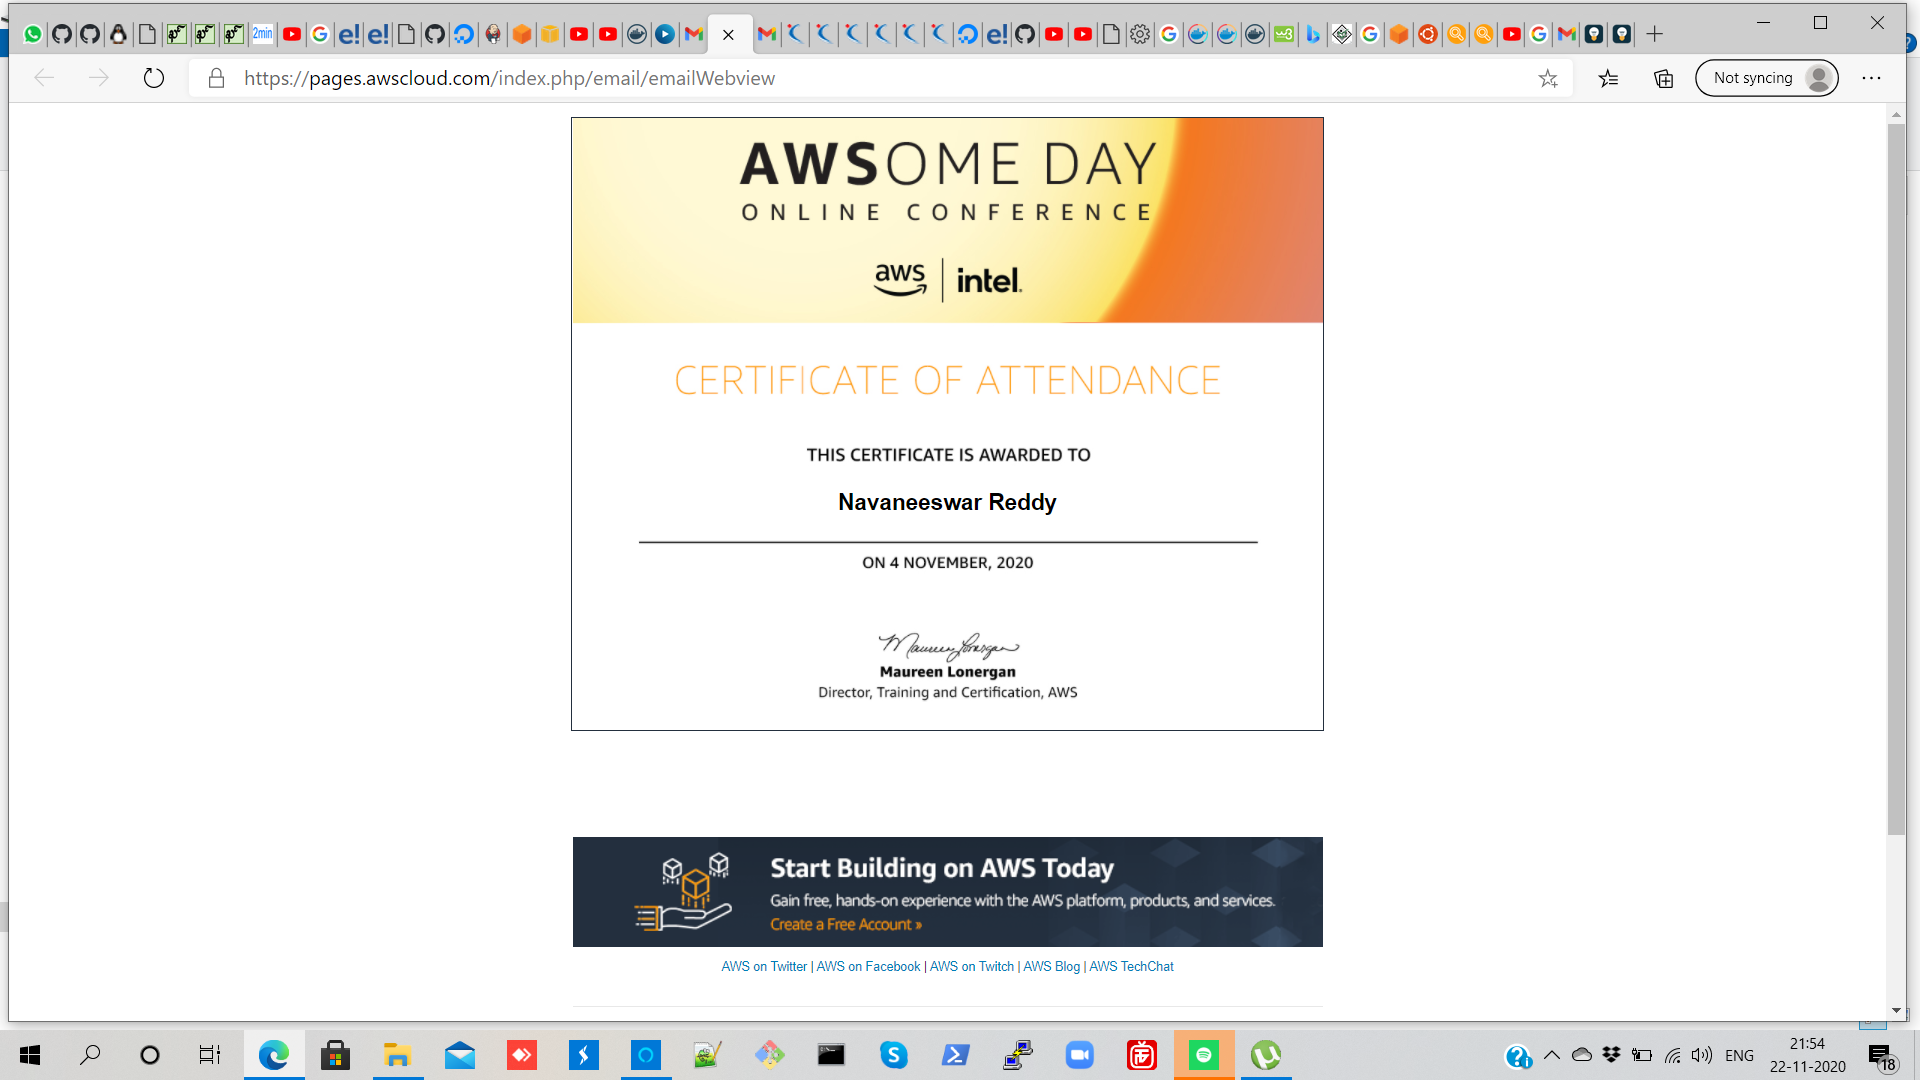 2min
https://pages.awscloud.com/index.php/email/emailWebview
Not syncing
AWSOME DAY
ONLINE CONFERENCE
aws | intel.
CERTIFICATE OF ATTENDANCE
THIS CERTIFICATE IS AWARDED TO
Navaneeswar Reddy
ON 4 NOVEMBER, 2020
Maureen Lonergan
Maureen Lonergan
Director, Training and Certification, AWS
Start Building on AWS Today
Gain free, hands-on experience with the AWS platform, products, and services.
Create a Free Account »
AWS on Twitter | AWS on Facebook | AWS on Twitch | AWS Blog | AWS TechChat
ENG
21:54
22-11-2020
18